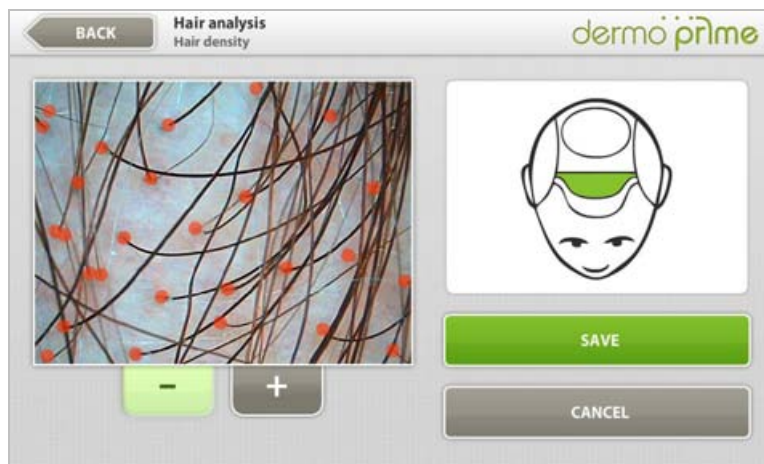 BACK
Hair analysis
Hair density
dermo prime
−
+
SAVE
CANCEL